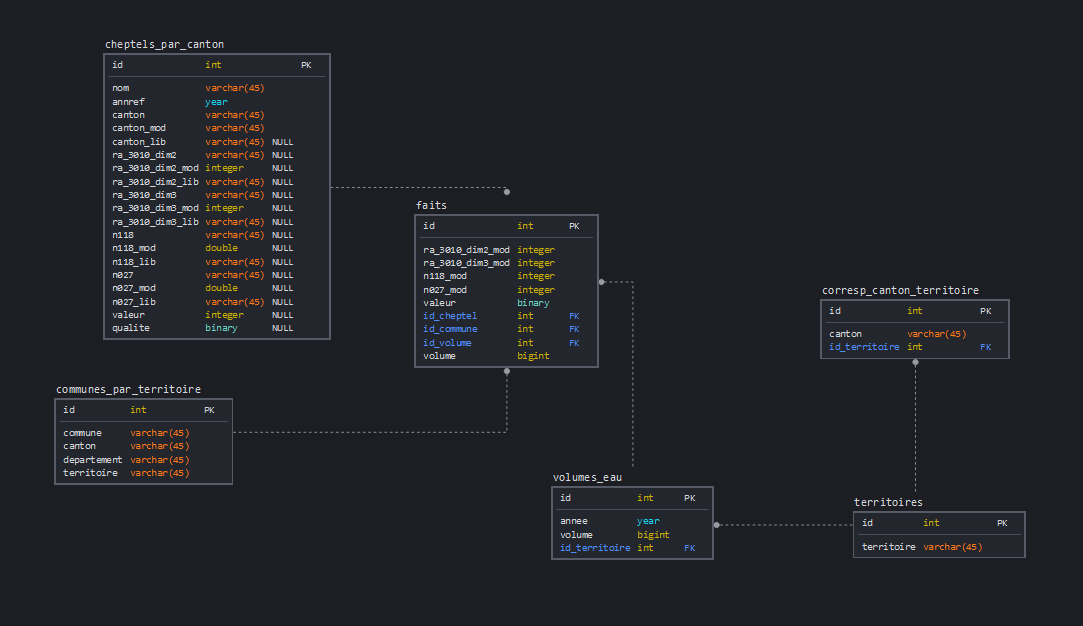 cheptels_par_canton
id int PK
nom varchar(45)
annref year
canton varchar(45)
canton_mod varchar(45)
canton_lib varchar(45) NULL
ra_3010_dim2 varchar(45) NULL
ra_3010_dim2_mod integer NULL
ra_3010_dim2_lib varchar(45) NULL
ra_3010_dim3 varchar(45) NULL
ra_3010_dim3_mod integer NULL
ra_3010_dim3_lib varchar(45) NULL
n118 varchar(45) NULL
n118_mod double NULL
n118_lib varchar(45) NULL
n027 varchar(45) NULL
n027_mod double NULL
n027_lib varchar(45) NULL
valeur integer NULL
qualite binary NULL
faits
id int PK
ra_3010_dim2_mod integer
ra_3010_dim3_mod integer
n118_mod integer
n027_mod integer
valeur binary
id_cheptel int FK
id_commune int FK
id_volume int FK
volume bigint
corresp_canton_territoire
id int PK
canton varchar(45)
id_territoire int FK
communes_par_territoire
id int PK
commune varchar(45)
canton varchar(45)
departement varchar(45)
territoire varchar(45)
volumes_eau
id int PK
annee year
volume bigint
id_territoire int FK
territoires
id int PK
territoire varchar(45)